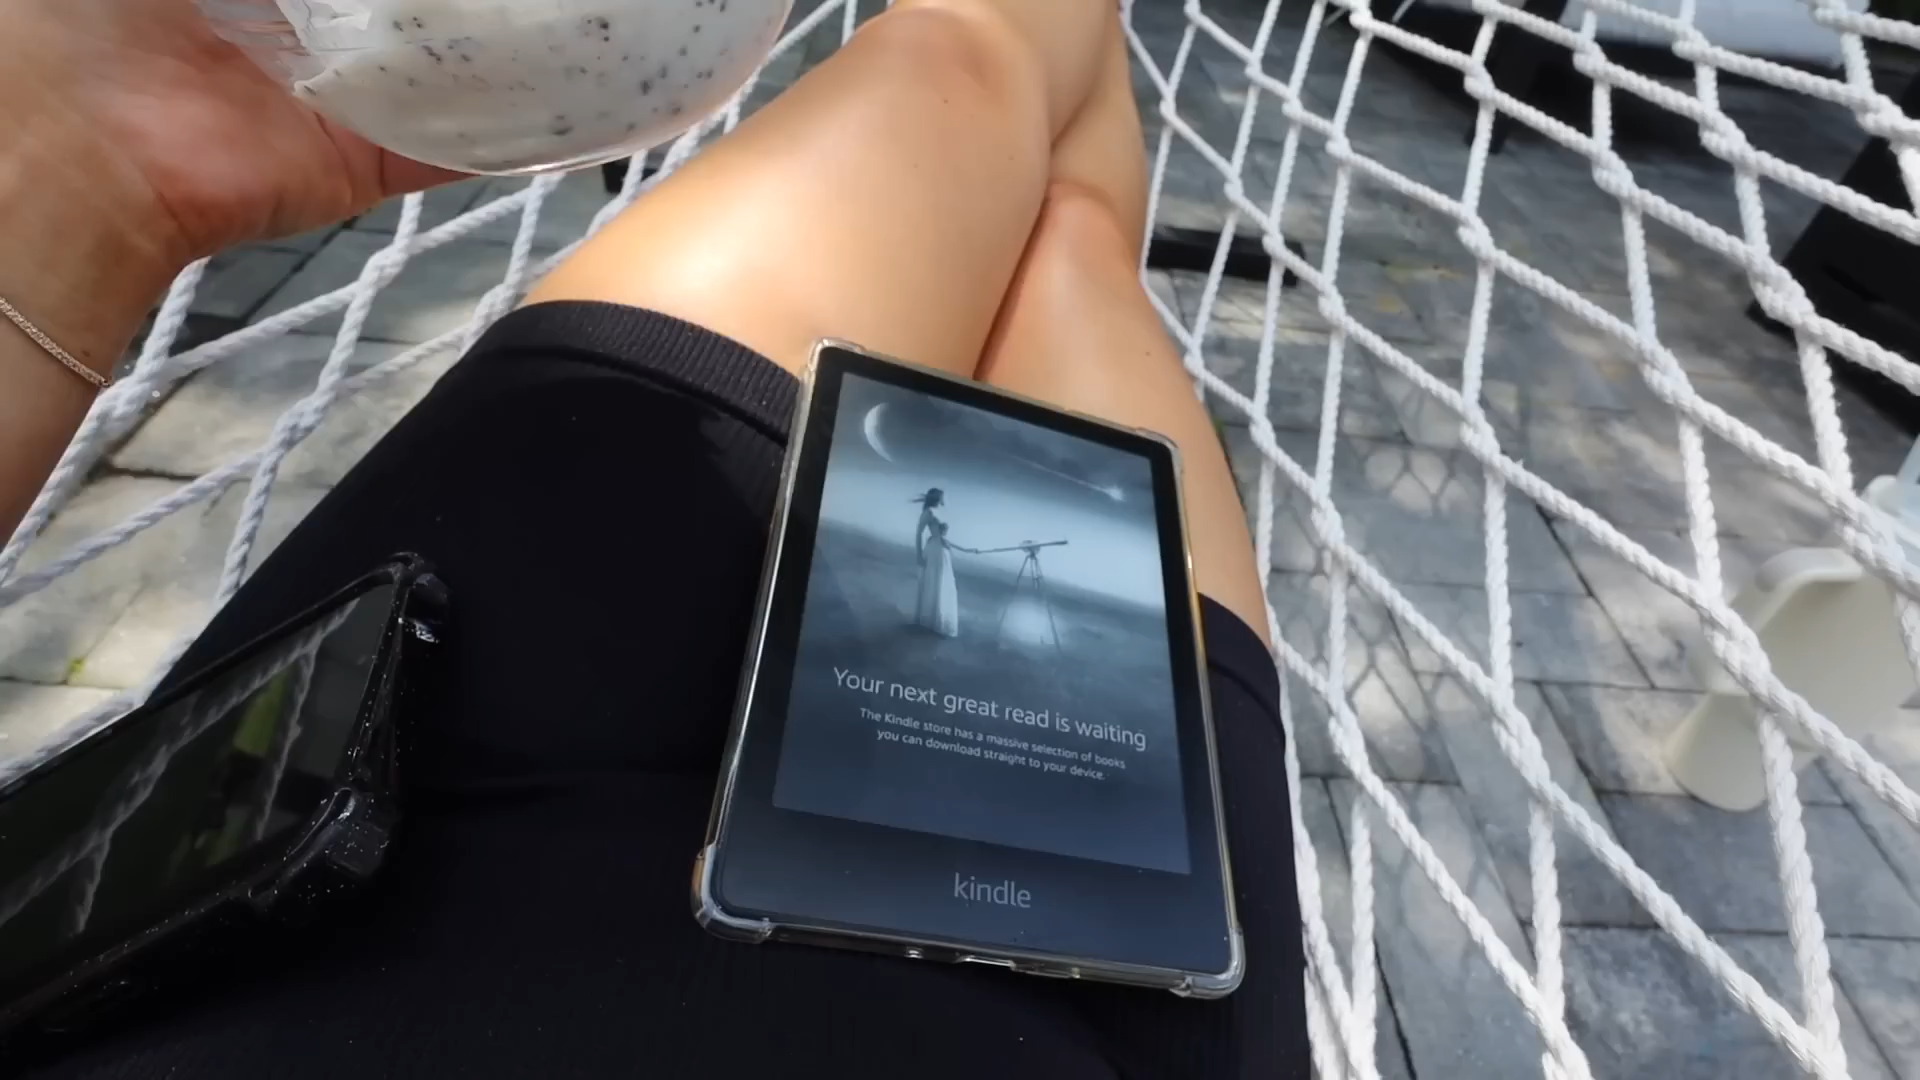 Your next great read is waiting
The Kindle store has a massive selection of books
you can download straight to your device.
kindle